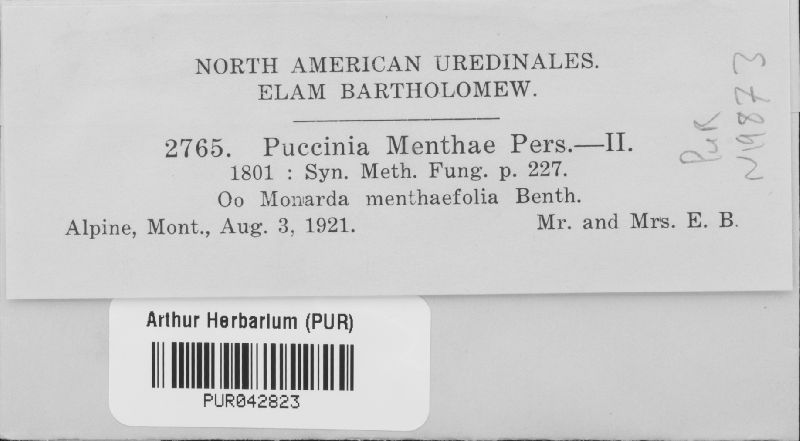 NORTH AMERICAN UREDINALES.
ELAM BARTHOLOMEW.
2765. Puccinia Menthae Pers.—II.
1801 : Syn. Meth. Fung. p. 227.
Oo Monarda menthaefolia Benth.
Alpine, Mont., Aug. 3, 1921. Mr. and Mrs. E. B.
PUR
N19873
Arthur Herbarium (PUR)
PUR042823